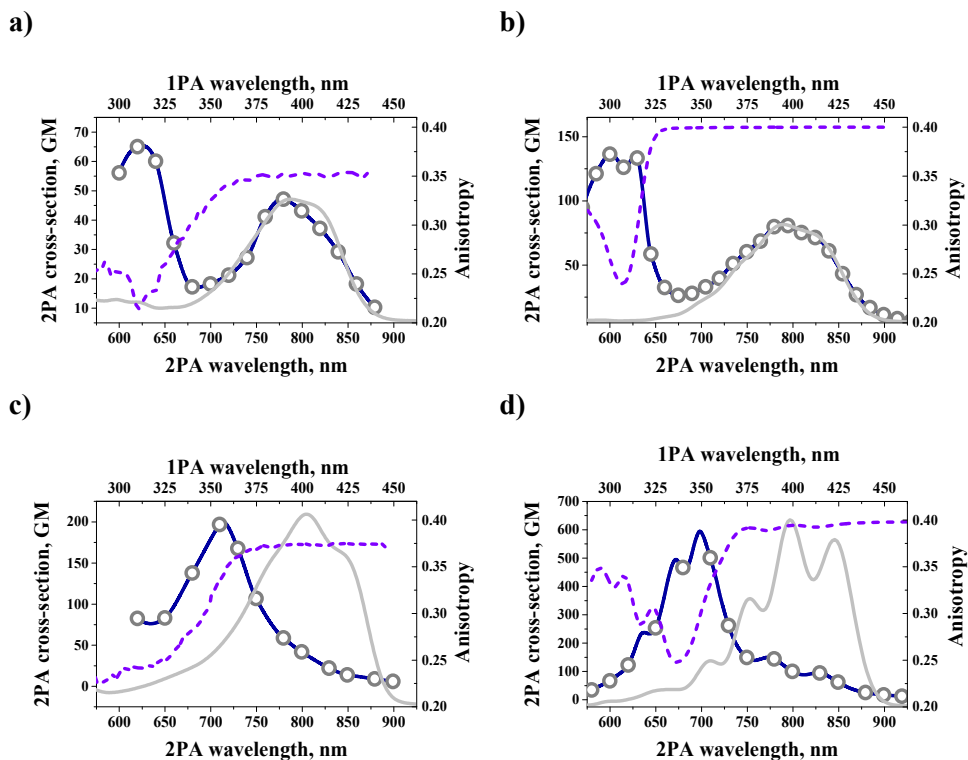 a)
1PA wavelength, nm
300 325 350 375 400 425 450
2PA cross-section, GM
70
60
50
40
30
20
10
0.40
0.35
0.30
0.25
0.20
Anisotropy
600 650 700 750 800 850 900
2PA wavelength, nm
b)
1PA wavelength, nm
300 325 350 375 400 425 450
2PA cross-section, GM
150
100
50
0.40
0.35
0.30
0.25
0.20
Anisotropy
600 650 700 750 800 850 900
2PA wavelength, nm
c)
1PA wavelength, nm
300 325 350 375 400 425 450
2PA cross-section, GM
200
150
100
50
0
0.40
0.35
0.30
0.25
0.20
Anisotropy
600 650 700 750 800 850 900
2PA wavelength, nm
d)
1PA wavelength, nm
300 325 350 375 400 425 450
2PA cross-section, GM
700
600
500
400
300
200
100
0
0.40
0.35
0.30
0.25
0.20
Anisotropy
600 650 700 750 800 850 900
2PA wavelength, nm